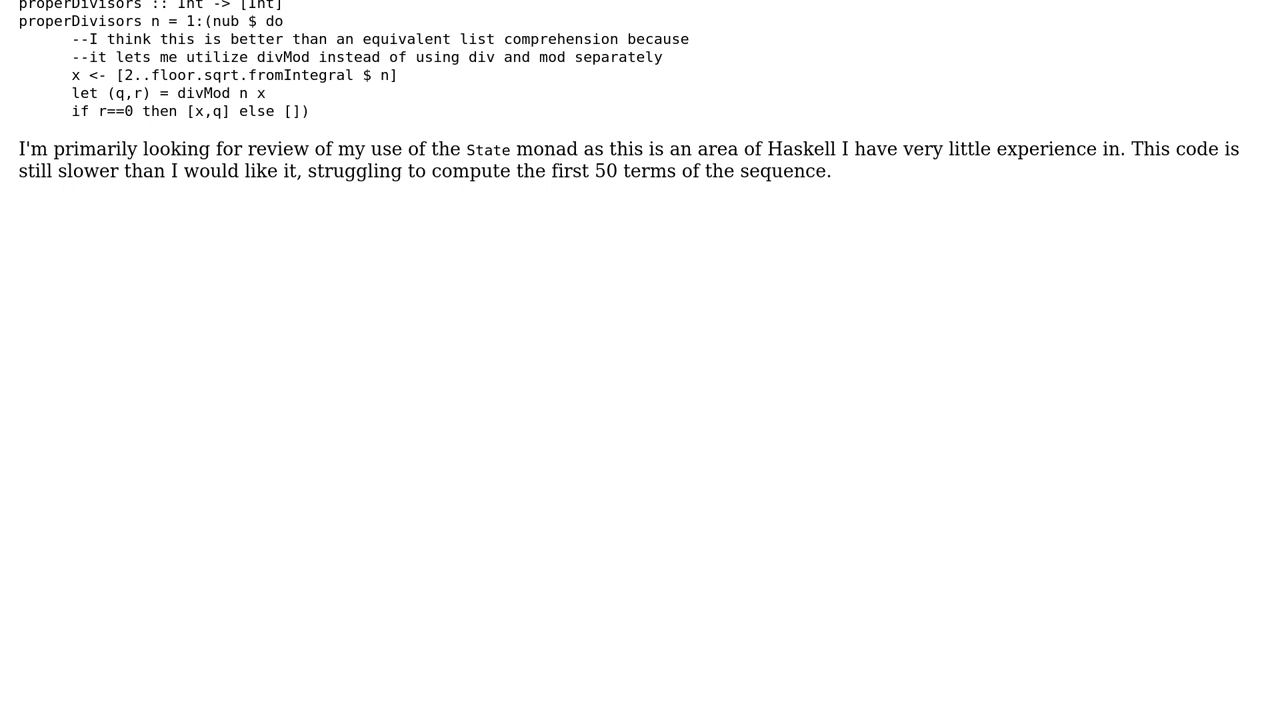 properDivisors :: Int -> [Int]
properDivisors n = 1:(nub $ do
      --I think this is better than an equivalent list comprehension because
      --it lets me utilize divMod instead of using div and mod separately
      x <- [2..floor.sqrt.fromIntegral $ n]
      let (q,r) = divMod n x
      if r==0 then [x,q] else [])
I'm primarily looking for review of my use of the State monad as this is an area of Haskell I have very little experience in. This code is
still slower than I would like it, struggling to compute the first 50 terms of the sequence.